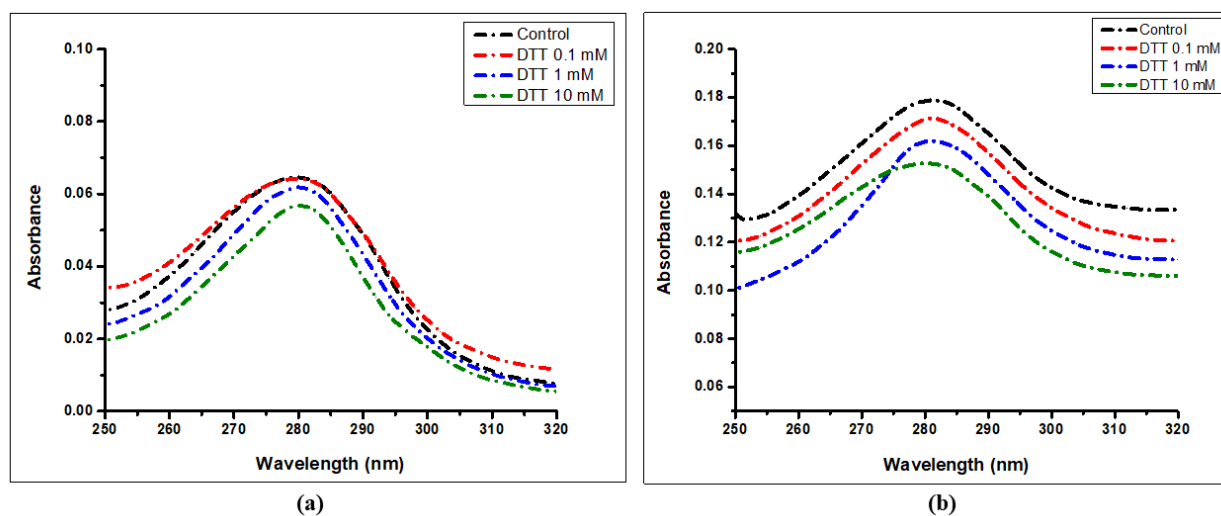 Control
DTT 0.1 mM
DTT 1 mM
DTT 10 mM
0.10
0.08
0.06
0.04
0.02
0.00
Absorbance
250 260 270 280 290 300 310 320
Wavelength (nm)
(a)
Control
DTT 0.1 mM
DTT 1 mM
DTT 10 mM
0.20
0.18
0.16
0.14
0.12
0.10
0.08
0.06
Absorbance
250 260 270 280 290 300 310 320
Wavelength (nm)
(b)